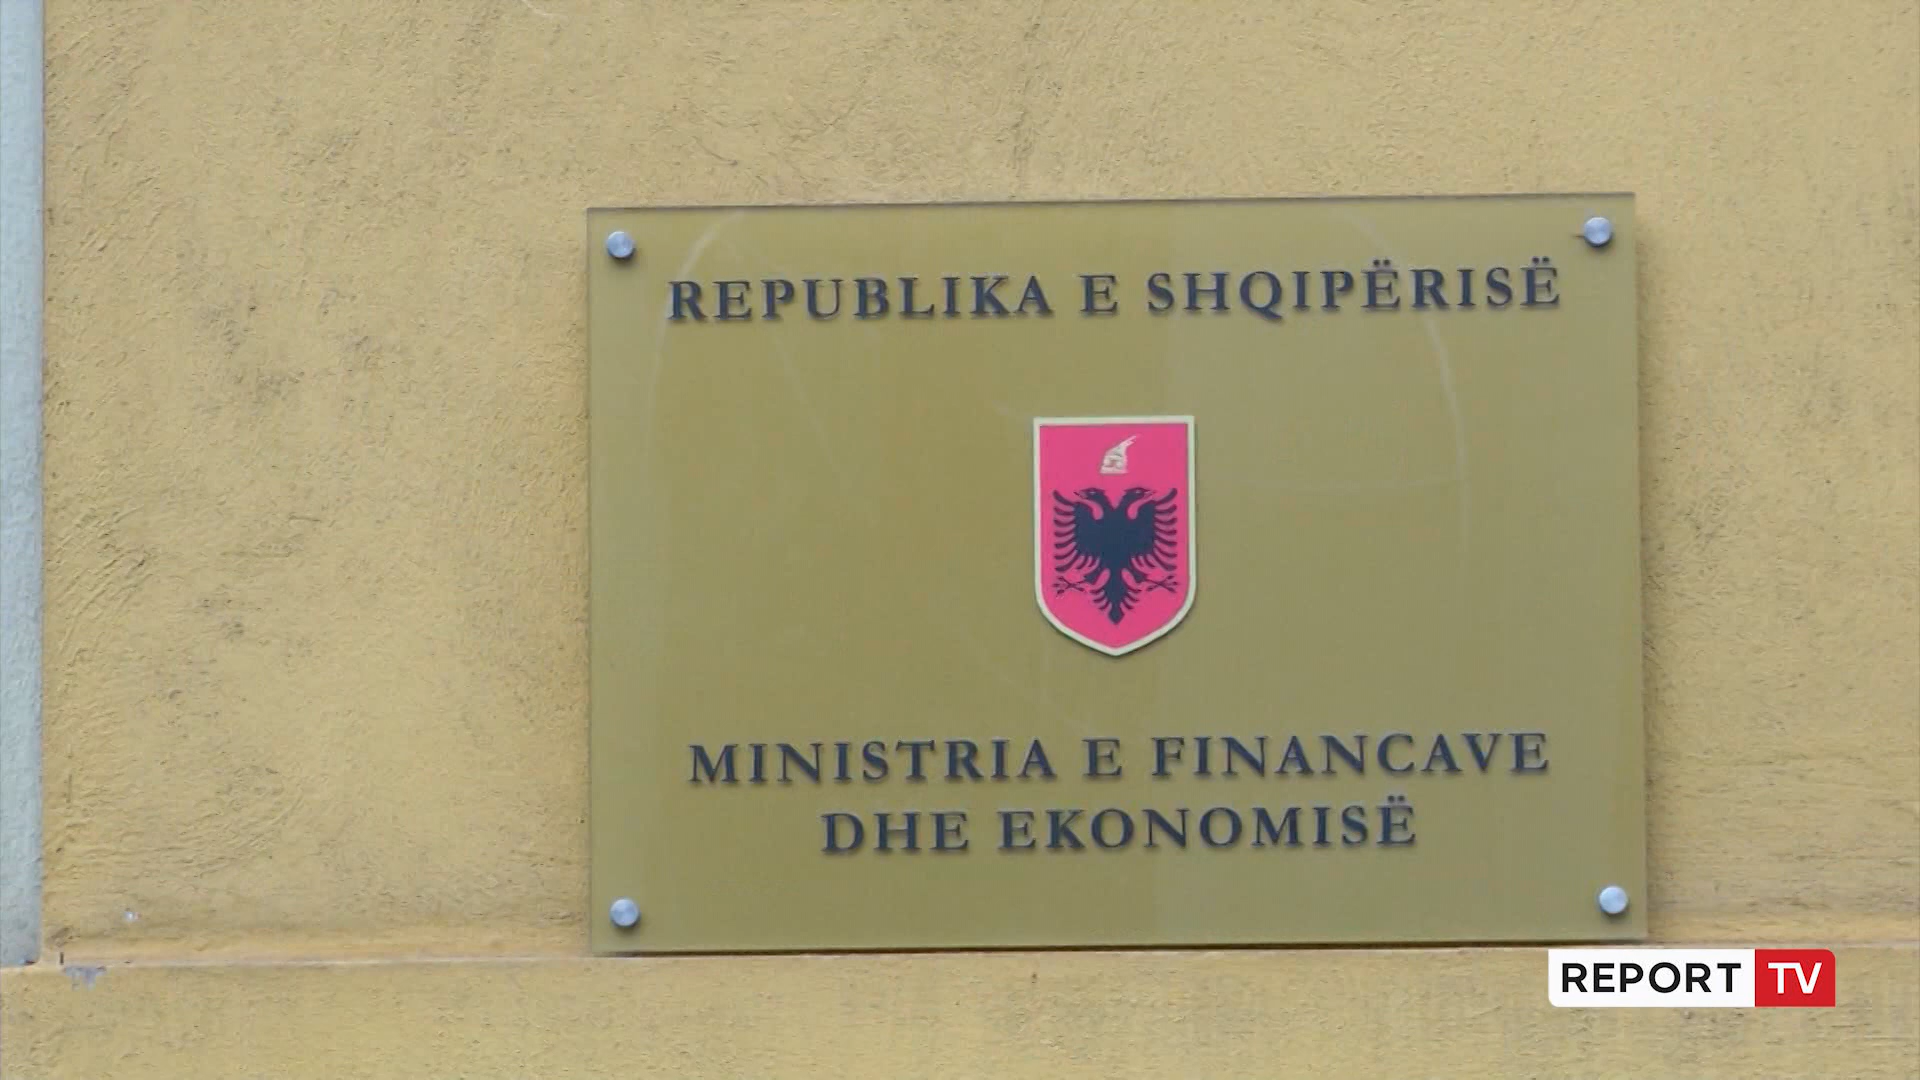 REPUBLIKA E SHQIPËRISË
MINISTRIA E FINANCAVE
DHE EKONOMISË
REPORT TV